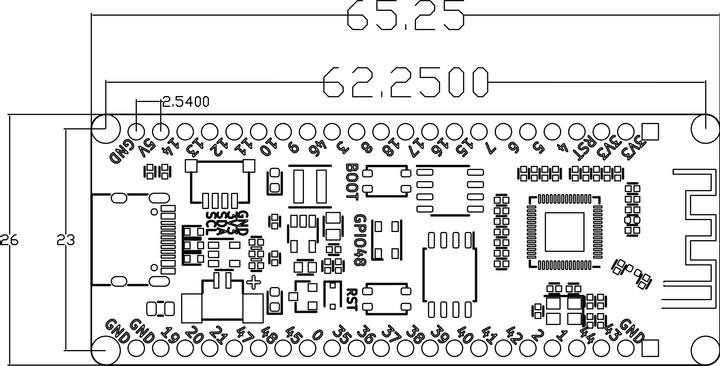 65.25
62.2500
2.5400
GND 5V 14 13 12 11 10 9 46 3 8 18 17 16 15 7 6 5 4 RST 3V3 3V3
BOOT
GND
3V3
SDA
SCL
GPIO48
26
23
RST
GND GND 19 20 21 47 48 45 0 35 36 37 38 39 40 41 42 2 1 44 43 GND